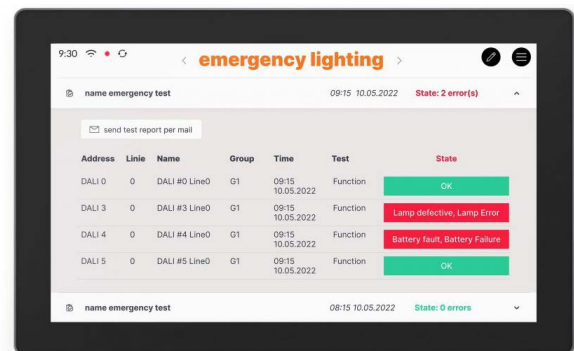 9:30
emergency lighting
name emergency test 09:15 10.05.2022 State: 2 error(s)
send test report per mail
Address Linie Name Group Time Test State
DALI 0 0 DALI #0 Line0 G1 09:15 10.05.2022 Function OK
DALI 3 0 DALI #3 Line0 G1 09:15 10.05.2022 Function Lamp defective, Lamp Error
DALI 4 0 DALI #4 Line0 G1 09:15 10.05.2022 Function Battery fault, Battery Failure
DALI 5 0 DALI #5 Line0 G1 09:15 10.05.2022 Function OK
name emergency test 08:15 10.05.2022 State: 0 errors